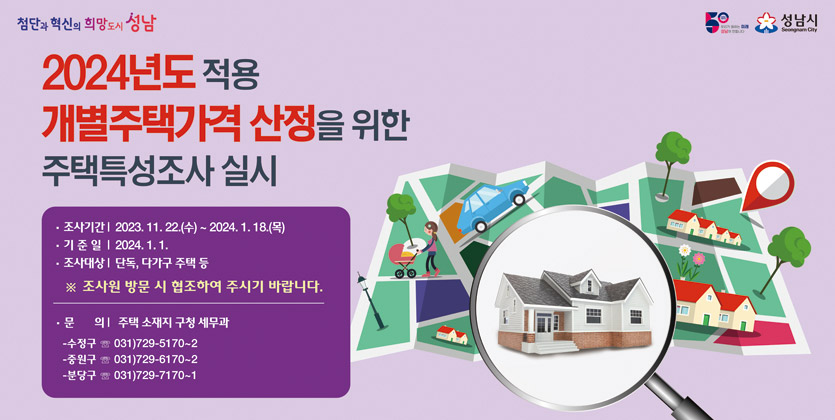 첨단과 혁신의 희망도시 성남
성남시
Seongnam City
2024년도 적용
개별주택가격 산정을 위한
주택특성조사 실시
· 조사기간 | 2023. 11. 22.(수) ~ 2024. 1. 18.(목)
· 기 준 일 | 2024. 1. 1.
· 조사대상 | 단독, 다가구 주택 등
※ 조사원 방문 시 협조하여 주시기 바랍니다.
· 문 의 | 주택 소재지 구청 세무과
-수정구 ☏ 031)729-5170~2
-중원구 ☏ 031)729-6170~2
-분당구 ☏ 031)729-7170~1